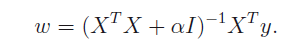 w = (X^T X + αI)^{-1} X^T y.